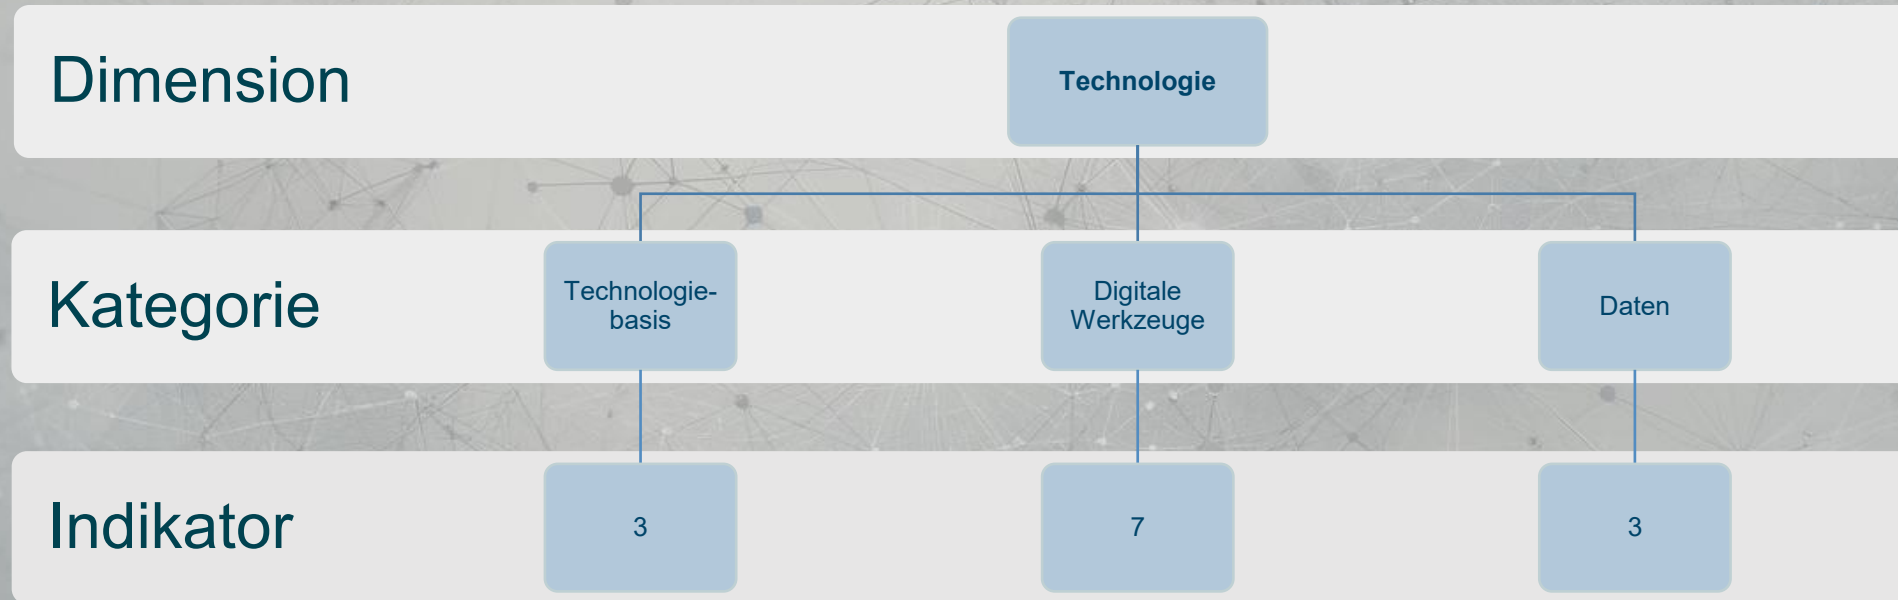 Dimension
Technologie
Kategorie
Technologie-
basis
Digitale
Werkzeuge
Daten
Indikator
3
7
3